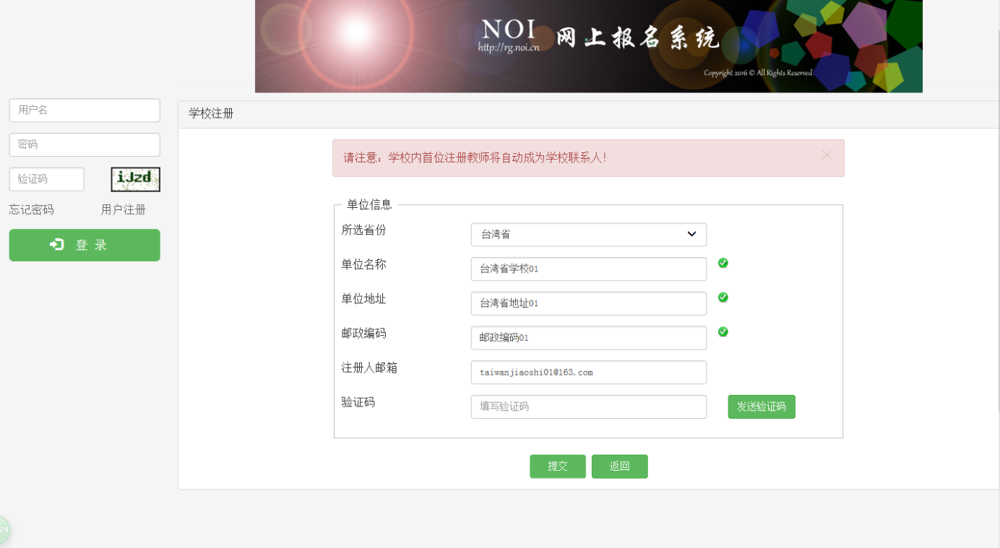 NOI 网上报名系统
http://rg.noi.cn
Copyright 2016 © All Rights Reserved
用户名
密码
验证码 iJzd
忘记密码 用户注册
登 录
学校注册
请注意：学校内首位注册教师将自动成为学校联系人！
单位信息
所选省份 台湾省
单位名称 台湾省学校01
单位地址 台湾省地址01
邮政编码 邮政编码01
注册人邮箱 taiwanjiaoshi01@163.com
验证码 填写验证码 发送验证码
提交 返回